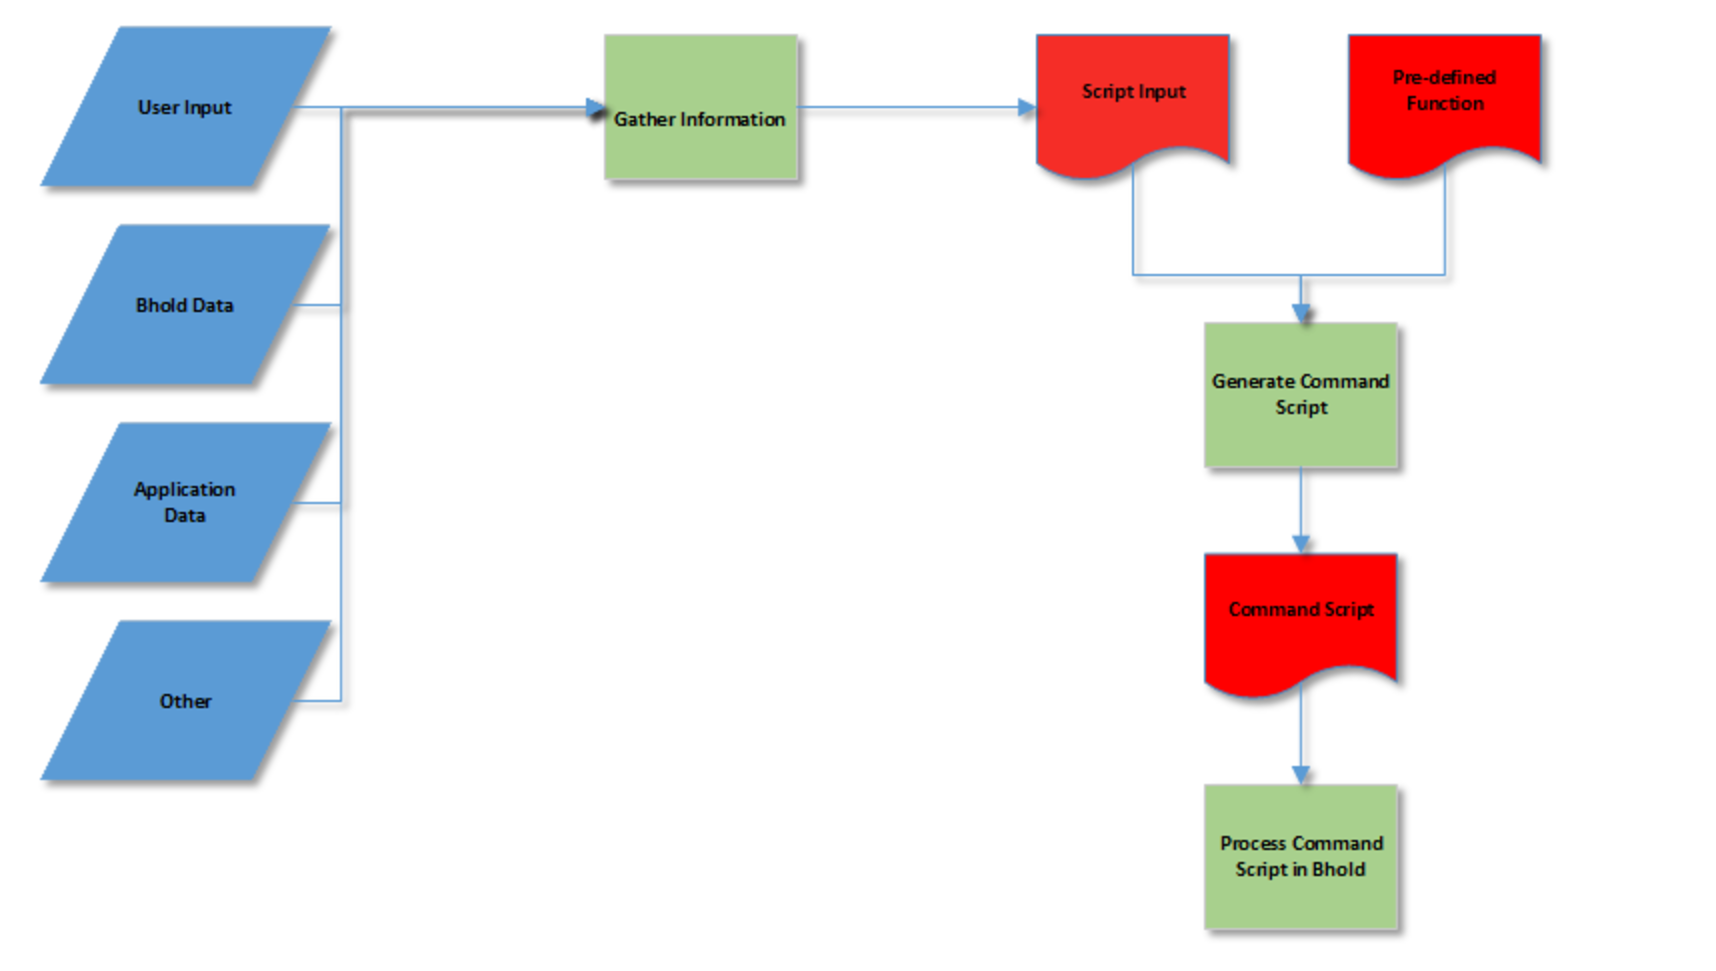 User Input
Gather Information
Script Input
Pre-defined
Function
Bhold Data
Generate Command
Script
Application
Data
Command Script
Other
Process Command
Script in Bhold